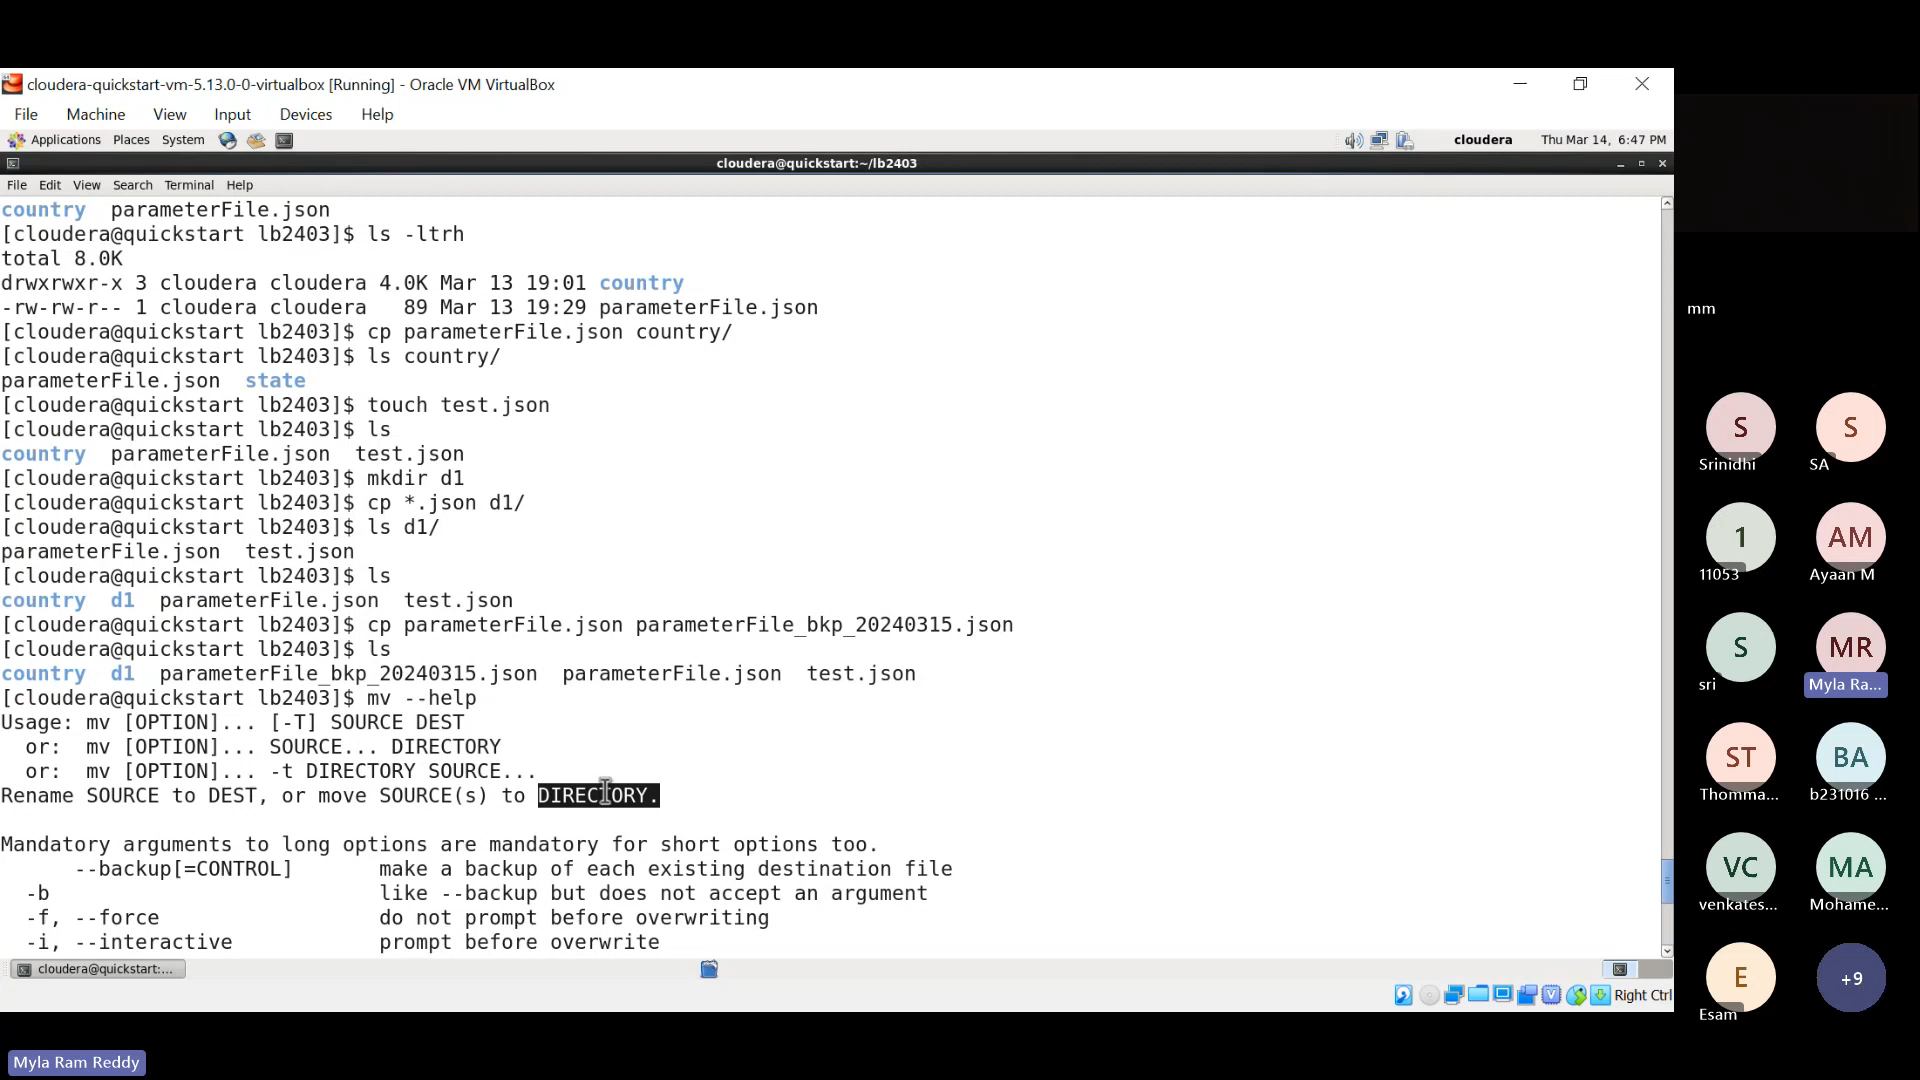 cloudera-quickstart-vm-5.13.0-0-virtualbox [Running] - Oracle VM VirtualBox
File Machine View Input Devices Help
Applications Places System cloudera Thu Mar 14, 6:47 PM
cloudera@quickstart:~/lb2403
File Edit View Search Terminal Help
country  parameterFile.json
[cloudera@quickstart lb2403]$ ls -ltrh
total 8.0K
drwxrwxr-x 3 cloudera cloudera 4.0K Mar 13 19:01 country
-rw-rw-r-- 1 cloudera cloudera   89 Mar 13 19:29 parameterFile.json
[cloudera@quickstart lb2403]$ cp parameterFile.json country/
[cloudera@quickstart lb2403]$ ls country/
parameterFile.json  state
[cloudera@quickstart lb2403]$ touch test.json
[cloudera@quickstart lb2403]$ ls
country  parameterFile.json  test.json
[cloudera@quickstart lb2403]$ mkdir d1
[cloudera@quickstart lb2403]$ cp *.json d1/
[cloudera@quickstart lb2403]$ ls d1/
parameterFile.json  test.json
[cloudera@quickstart lb2403]$ ls
country  d1  parameterFile.json  test.json
[cloudera@quickstart lb2403]$ cp parameterFile.json parameterFile_bkp_20240315.json
[cloudera@quickstart lb2403]$ ls
country  d1  parameterFile_bkp_20240315.json  parameterFile.json  test.json
[cloudera@quickstart lb2403]$ mv --help
Usage: mv [OPTION]... [-T] SOURCE DEST
  or:  mv [OPTION]... SOURCE... DIRECTORY
  or:  mv [OPTION]... -t DIRECTORY SOURCE...
Rename SOURCE to DEST, or move SOURCE(s) to DIRECTORY.
Mandatory arguments to long options are mandatory for short options too.
      --backup[=CONTROL]       make a backup of each existing destination file
  -b                           like --backup but does not accept an argument
  -f, --force                  do not prompt before overwriting
  -i, --interactive            prompt before overwrite
cloudera@quickstart:...
Right Ctrl
mm
S S
Srinidhi SA
1 AM
11053 Ayaan M
S MR
sri Myla Ra...
ST BA
Thomma... b231016 ...
VC MA
venkates... Mohame...
E +9
Esam
Myla Ram Reddy